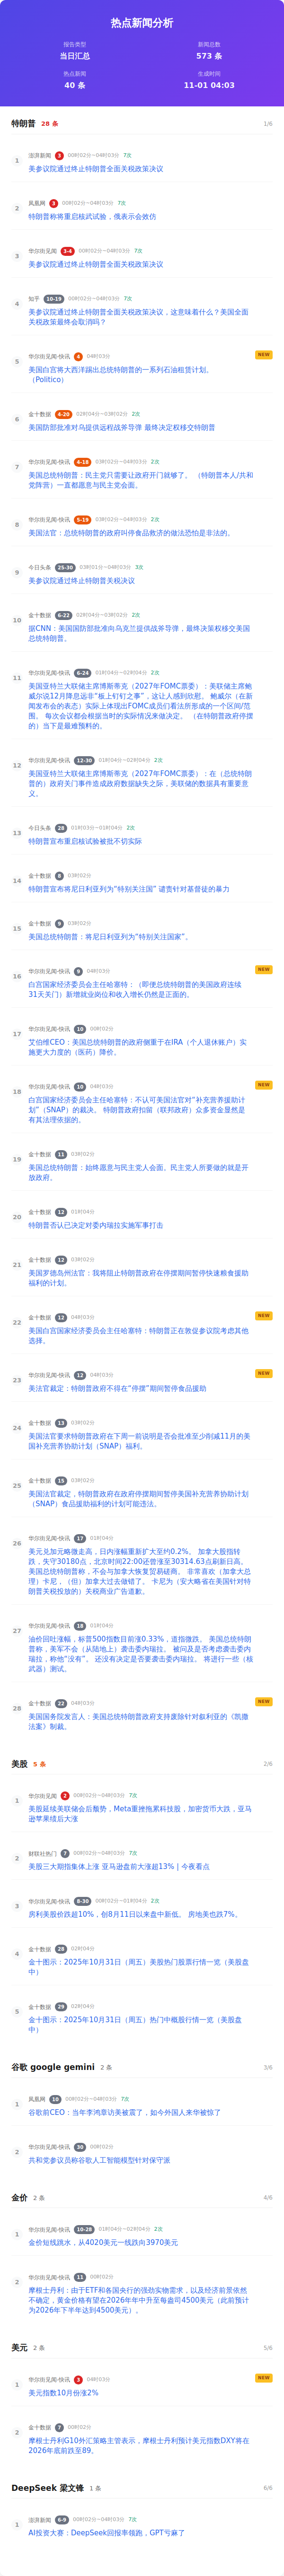 热点新闻分析
报告类型
当日汇总
新闻总数
573 条
热点新闻
40 条
生成时间
11-01 04:03
特朗普 28 条 1/6
1
澎湃新闻 3 00时02分~04时03分 7次
美参议院通过终止特朗普全面关税政策决议
2
凤凰网 3 00时02分~04时03分 7次
特朗普称将重启核武试验，俄表示会效仿
3
华尔街见闻 3-4 00时02分~04时03分 7次
美参议院通过终止特朗普全面关税政策决议
4
知乎 10-19 00时02分~04时03分 7次
美参议院通过终止特朗普全面关税政策决议，这意味着什么？美国全面
关税政策最终会取消吗？
5
华尔街见闻-快讯 4 04时03分 NEW
美国白宫将大西洋踢出总统特朗普的一系列石油租赁计划。
（Politico）
6
金十数据 4-20 02时04分~03时02分 2次
美国防部批准对乌提供远程战斧导弹 最终决定权移交特朗普
7
华尔街见闻-快讯 4-18 03时02分~04时03分 2次
美国总统特朗普：民主党只需要让政府开门就够了。 （特朗普本人/共和
党阵营）一直都愿意与民主党会面。
8
华尔街见闻-快讯 5-19 03时02分~04时03分 2次
美国法官：总统特朗普的政府叫停食品救济的做法恐怕是非法的。
9
今日头条 25-30 03时01分~04时03分 3次
美参议院通过终止特朗普关税决议
10
金十数据 6-22 02时04分~03时02分 2次
据CNN：美国国防部批准向乌克兰提供战斧导弹，最终决策权移交美国
总统特朗普。
11
华尔街见闻-快讯 6-24 01时04分~02时04分 2次
美国亚特兰大联储主席博斯蒂克（2027年FOMC票委）：美联储主席鲍
威尔说12月降息远非“板上钉钉之事”，这让人感到欣慰。 鲍威尔（在新
闻发布会的表态）实际上体现出FOMC成员们看法所形成的一个区间/范
围。 每次会议都会根据当时的实际情况来做决定。 （在特朗普政府停摆
的）当下是最难预料的。
12
华尔街见闻-快讯 12-30 01时04分~02时04分 2次
美国亚特兰大联储主席博斯蒂克（2027年FOMC票委）：在（总统特朗
普的）政府关门事件造成政府数据缺失之际，美联储的数据具有重要意
义。
13
今日头条 28 01时03分~01时04分 2次
特朗普宣布重启核试验被批不切实际
14
金十数据 8 03时02分
特朗普宣布将尼日利亚列为“特别关注国” 谴责针对基督徒的暴力
15
金十数据 9 03时02分
美国总统特朗普：将尼日利亚列为“特别关注国家”。
16
华尔街见闻-快讯 9 04时03分 NEW
白宫国家经济委员会主任哈塞特：（即便总统特朗普的美国政府连续
31天关门）新增就业岗位和收入增长仍然是正面的。
17
华尔街见闻-快讯 10 00时02分
艾伯维CEO：美国总统特朗普的政府侧重于在IRA（个人退休账户）实
施更大力度的（医药）降价。
18
华尔街见闻-快讯 10 04时03分 NEW
白宫国家经济委员会主任哈塞特：不认可美国法官对“补充营养援助计
划”（SNAP）的裁决。 特朗普政府扣留（联邦政府）众多资金显然是
有其法理依据的。
19
金十数据 11 03时02分
美国总统特朗普：始终愿意与民主党人会面。民主党人所要做的就是开
放政府。
20
金十数据 12 01时04分
特朗普否认已决定对委内瑞拉实施军事打击
21
金十数据 12 03时02分
美国罗德岛州法官：我将阻止特朗普政府在停摆期间暂停快速粮食援助
福利的计划。
22
金十数据 12 04时03分 NEW
美国白宫国家经济委员会主任哈塞特：特朗普正在敦促参议院考虑其他
选择。
23
华尔街见闻-快讯 12 04时03分 NEW
美法官裁定：特朗普政府不得在“停摆”期间暂停食品援助
24
金十数据 13 03时02分
美国法官要求特朗普政府在下周一前说明是否会批准至少削减11月的美
国补充营养协助计划（SNAP）福利。
25
金十数据 15 03时02分
美国法官裁定，特朗普政府在政府停摆期间暂停美国补充营养协助计划
（SNAP）食品援助福利的计划可能违法。
26
华尔街见闻-快讯 17 01时04分
美元兑加元略微走高，日内涨幅重新扩大至约0.2%。 加拿大股指转
跌，失守30180点，北京时间22:00还曾涨至30314.63点刷新日高。
美国总统特朗普称，不会与加拿大恢复贸易磋商。 非常喜欢（加拿大总
理）卡尼，（但）加拿大过去做错了。 卡尼为（安大略省在美国针对特
朗普关税投放的）关税商业广告道歉。
27
华尔街见闻-快讯 18 01时04分
油价回吐涨幅，标普500指数目前涨0.33%，道指微跌。 美国总统特朗
普称，美军不会（从陆地上）袭击委内瑞拉。 被问及是否考虑袭击委内
瑞拉，称他“没有”。 还没有决定是否要袭击委内瑞拉。 将进行一些（核
武器）测试。
28
金十数据 22 04时03分 NEW
美国国务院发言人：美国总统特朗普政府支持废除针对叙利亚的《凯撒
法案》制裁。
美股 5 条 2/6
1
华尔街见闻 2 00时02分~04时03分 7次
美股延续美联储会后颓势，Meta重挫拖累科技股，加密货币大跌，亚马
逊苹果绩后大涨
2
财联社热门 7 00时02分~04时03分 7次
美股三大期指集体上涨 亚马逊盘前大涨超13% | 今夜看点
3
华尔街见闻-快讯 8-30 00时02分~01时04分 2次
房利美股价跌超10%，创8月11日以来盘中新低。 房地美也跌7%。
4
金十数据 28 02时04分
金十图示：2025年10月31日（周五）美股热门股票行情一览（美股盘
中）
5
金十数据 29 02时04分
金十图示：2025年10月31日（周五）热门中概股行情一览（美股盘
中）
谷歌 google gemini 2 条 3/6
1
凤凰网 10 00时02分~04时03分 7次
谷歌前CEO：当年李鸿章访美被震了，如今外国人来华被惊了
2
华尔街见闻-快讯 30 00时02分
共和党参议员称谷歌人工智能模型针对保守派
金价 2 条 4/6
1
华尔街见闻-快讯 10-28 01时04分~02时04分 2次
金价短线跳水，从4020美元一线跌向3970美元
2
华尔街见闻-快讯 11 00时02分
摩根士丹利：由于ETF和各国央行的强劲实物需求，以及经济前景依然
不确定，黄金价格有望在2026年年中升至每盎司4500美元（此前预计
为2026年下半年达到4500美元）。
美元 2 条 5/6
1
华尔街见闻-快讯 3 04时03分 NEW
美元指数10月份涨2%
2
金十数据 7 00时02分
摩根士丹利G10外汇策略主管表示，摩根士丹利预计美元指数DXY将在
2026年底前跌至89。
DeepSeek 梁文锋 1 条 6/6
1
澎湃新闻 6-9 00时02分~04时03分 7次
AI投资大赛：DeepSeek回报率领跑，GPT亏麻了